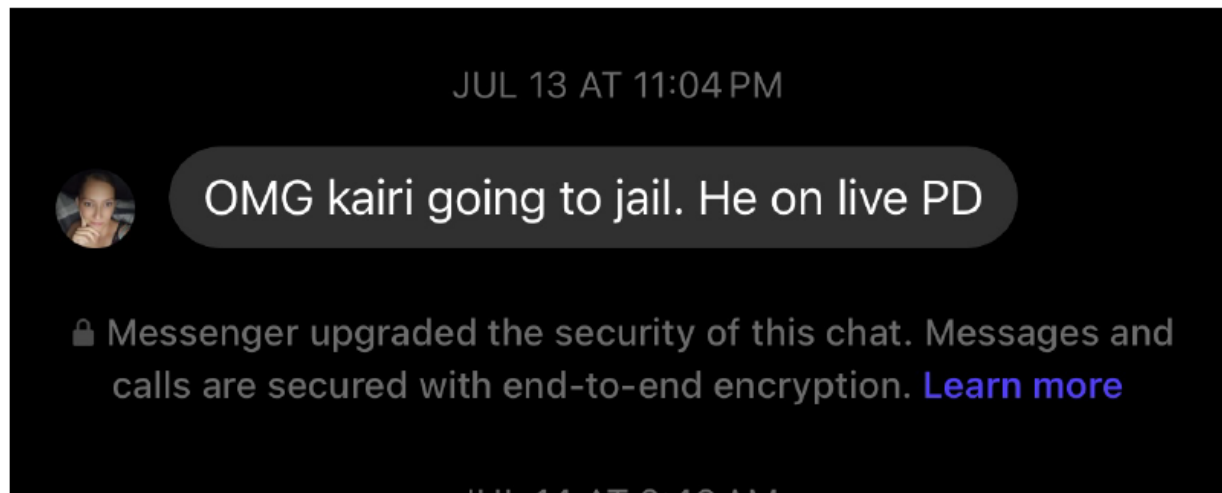 JUL 13 AT 11:04 PM
OMG kairi going to jail. He on live PD
Messenger upgraded the security of this chat. Messages and
calls are secured with end-to-end encryption. Learn more